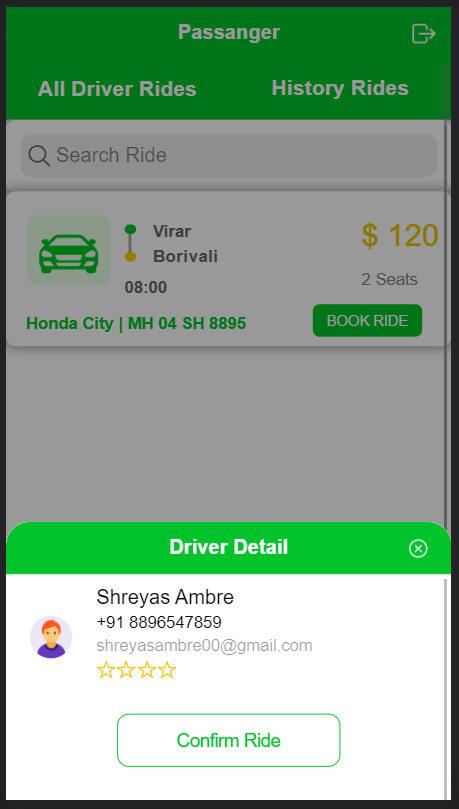 Passanger
All Driver Rides
History Rides
Search Ride
Virar
Borivali
08:00
$ 120
2 Seats
Honda City | MH 04 SH 8895
BOOK RIDE
Driver Detail
Shreyas Ambre
+91 8896547859
shreyasambre00@gmail.com
Confirm Ride